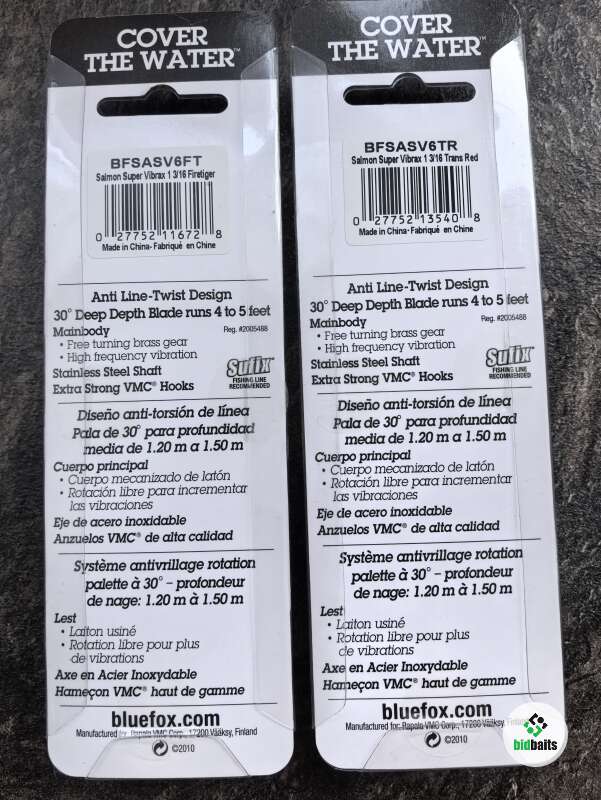 COVER
THE WATER™
BFSASV6FT
Salmon Super Vibrax 1 3/16 Firetiger
0 27752 11672 8
Made in China- Fabriqué en Chine
Anti Line-Twist Design
30° Deep Depth Blade runs 4 to 5 feet
Mainbody
Reg. #2005488
• Free turning brass gear
• High frequency vibration
Stainless Steel Shaft
Extra Strong VMC® Hooks
Sufix
FISHING LINE
RECOMMENDED
Diseño anti-torsión de línea
Pala de 30° para profundidad
media de 1.20 m a 1.50 m
Cuerpo principal
• Cuerpo mecanizado de latón
• Rotación libre para incrementar
las vibraciones
Eje de acero inoxidable
Anzuelos VMC® de alta calidad
Système antivrillage rotation
palette à 30° – profondeur
de nage: 1.20 m à 1.50 m
Lest
• Laiton usiné
• Rotation libre pour plus
de vibrations
Axe en Acier Inoxydable
Hameçon VMC® haut de gamme
bluefox.com
Manufactured for: Rapala VMC Corp., 17200 Vääksy, Finland
©2010
COVER
THE WATER™
BFSASV6TR
Salmon Super Vibrax 1 3/16 Trans Red
0 27752 13540 8
Made in China- Fabriqué en Chine
Anti Line-Twist Design
30° Deep Depth Blade runs 4 to 5 feet
Mainbody
Reg. #2005488
• Free turning brass gear
• High frequency vibration
Stainless Steel Shaft
Extra Strong VMC® Hooks
Sufix
FISHING LINE
RECOMMENDED
Diseño anti-torsión de línea
Pala de 30° para profundidad
media de 1.20 m a 1.50 m
Cuerpo principal
• Cuerpo mecanizado de latón
• Rotación libre para incrementar
las vibraciones
Eje de acero inoxidable
Anzuelos VMC® de alta calidad
Système antivrillage rotation
palette à 30° – profondeur
de nage: 1.20 m à 1.50 m
Lest
• Laiton usiné
• Rotation libre pour plus
de vibrations
Axe en Acier Inoxydable
Hameçon VMC® haut de gamme
bluefox.com
Manufactured for: Rapala VMC Corp., 17200 Vääksy, Finland
©2010
bidbaits